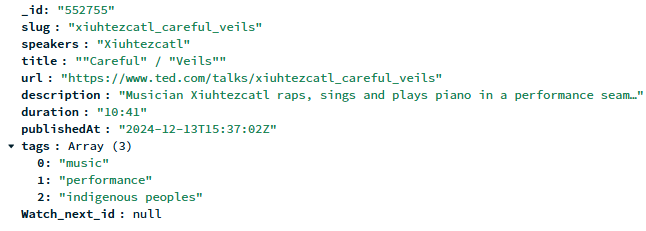 _id: "552755"
slug : "xiuhtezcatl_careful_veils"
speakers : "Xiuhtezcatl"
title : ""Careful" / "Veils""
url : "https://www.ted.com/talks/xiuhtezcatl_careful_veils"
description : "Musician Xiuhtezcatl raps, sings and plays piano in a performance seam…"
duration : "10:41"
publishedAt : "2024-12-13T15:37:02Z"
tags : Array (3)
0: "music"
1: "performance"
2: "indigenous peoples"
Watch_next_id : null